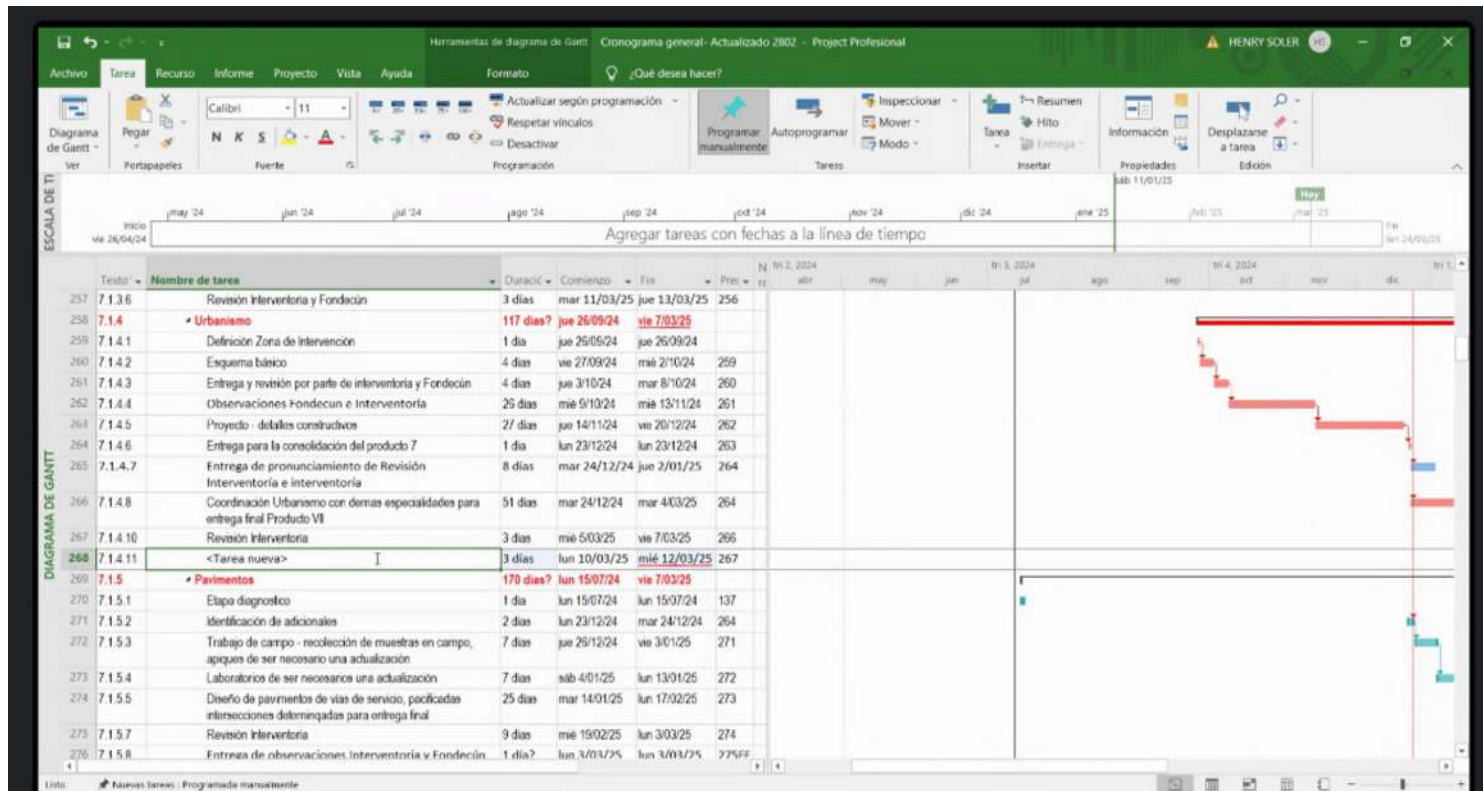 Herramientas de diagrama de Gantt Cronograma general- Actualizado 2802 - Project Profesional HENRY SOLER HS
Archivo Tarea Recurso Informe Proyecto Vista Ayuda Formato ¿Qué desea hacer?
Calibri 11 Actualizar según programación Inspeccionar Resumen
Diagrama de Gantt Pegar N K S A Respetar vínculos Programar manualmente Autoprogramar Mover Tarea Hito Información Desplazarse a tarea
Desactivar Modo Entrega
Ver Portapapeles Fuente Programación Tareas Insertar Propiedades Edición
ESCALA DE TI
sáb 11/01/25
Hoy
may '24 jun '24 jul '24 ago '24 sep '24 oct '24 nov '24 dic '24 ene '25 feb '25 mar '25
Inicio vie 26/04/24 Agregar tareas con fechas a la línea de tiempo Fin lun 24/03/25
DIAGRAMA DE GANTT
tri 2, 2024 tri 3, 2024 tri 4, 2024 tri 1,
Texto Nombre de tarea Duració Comienzo Fin Pred abr may jun jul ago sep oct nov dic
257 7.1.3.6 Revisión Interventoria y Fondecún 3 días mar 11/03/25 jue 13/03/25 256
258 7.1.4 Urbanismo 117 días? jue 26/09/24 vie 7/03/25
259 7.1.4.1 Definición Zona de Intervención 1 día jue 26/09/24 jue 26/09/24
260 7.1.4.2 Esquema básico 4 días vie 27/09/24 mié 2/10/24 259
261 7.1.4.3 Entrega y revisión por parte de interventoria y Fondecún 4 días jue 3/10/24 mar 8/10/24 260
262 7.1.4.4 Observaciones Fondecun e Interventoría 26 días mié 9/10/24 mié 13/11/24 261
263 7.1.4.5 Proyecto - detalles constructivos 27 días jue 14/11/24 vie 20/12/24 262
264 7.1.4.6 Entrega para la consolidación del producto 7 1 día lun 23/12/24 lun 23/12/24 263
265 7.1.4.7 Entrega de pronunciamiento de Revisión 8 días mar 24/12/24 jue 2/01/25 264
Interventoría e interventoría
266 7.1.4.8 Coordinación Urbanismo con demas especialidades para 51 días mar 24/12/24 mar 4/03/25 264
entrega final Producto VII
267 7.1.4.10 Revisión Interventoria 3 días mié 5/03/25 vie 7/03/25 266
268 7.1.4.11 <Tarea nueva> 3 días lun 10/03/25 mié 12/03/25 267
269 7.1.5 Pavimentos 170 días? lun 15/07/24 vie 7/03/25
270 7.1.5.1 Etapa diagnostico 1 día lun 15/07/24 lun 15/07/24 137
271 7.1.5.2 Identificación de adicionales 2 días lun 23/12/24 mar 24/12/24 264
272 7.1.5.3 Trabajo de campo - recolección de muestras en campo, 7 días jue 26/12/24 vie 3/01/25 271
apiques de ser necesario una actualización
273 7.1.5.4 Laboratorios de ser necesarios una actualización 7 días sáb 4/01/25 lun 13/01/25 272
274 7.1.5.5 Diseño de pavimentos de vías de servicio, pacificadas 25 días mar 14/01/25 lun 17/02/25 273
intersecciones determinqadas para entrega final
275 7.1.5.7 Revisión Interventoria 9 días mié 19/02/25 lun 3/03/25 274
276 7.1.5.8 Entrega de observaciones Interventoria y Fondecún 1 día? lun 3/03/25 lun 3/03/25 275FF
Listo Nuevas tareas : Programada manualmente